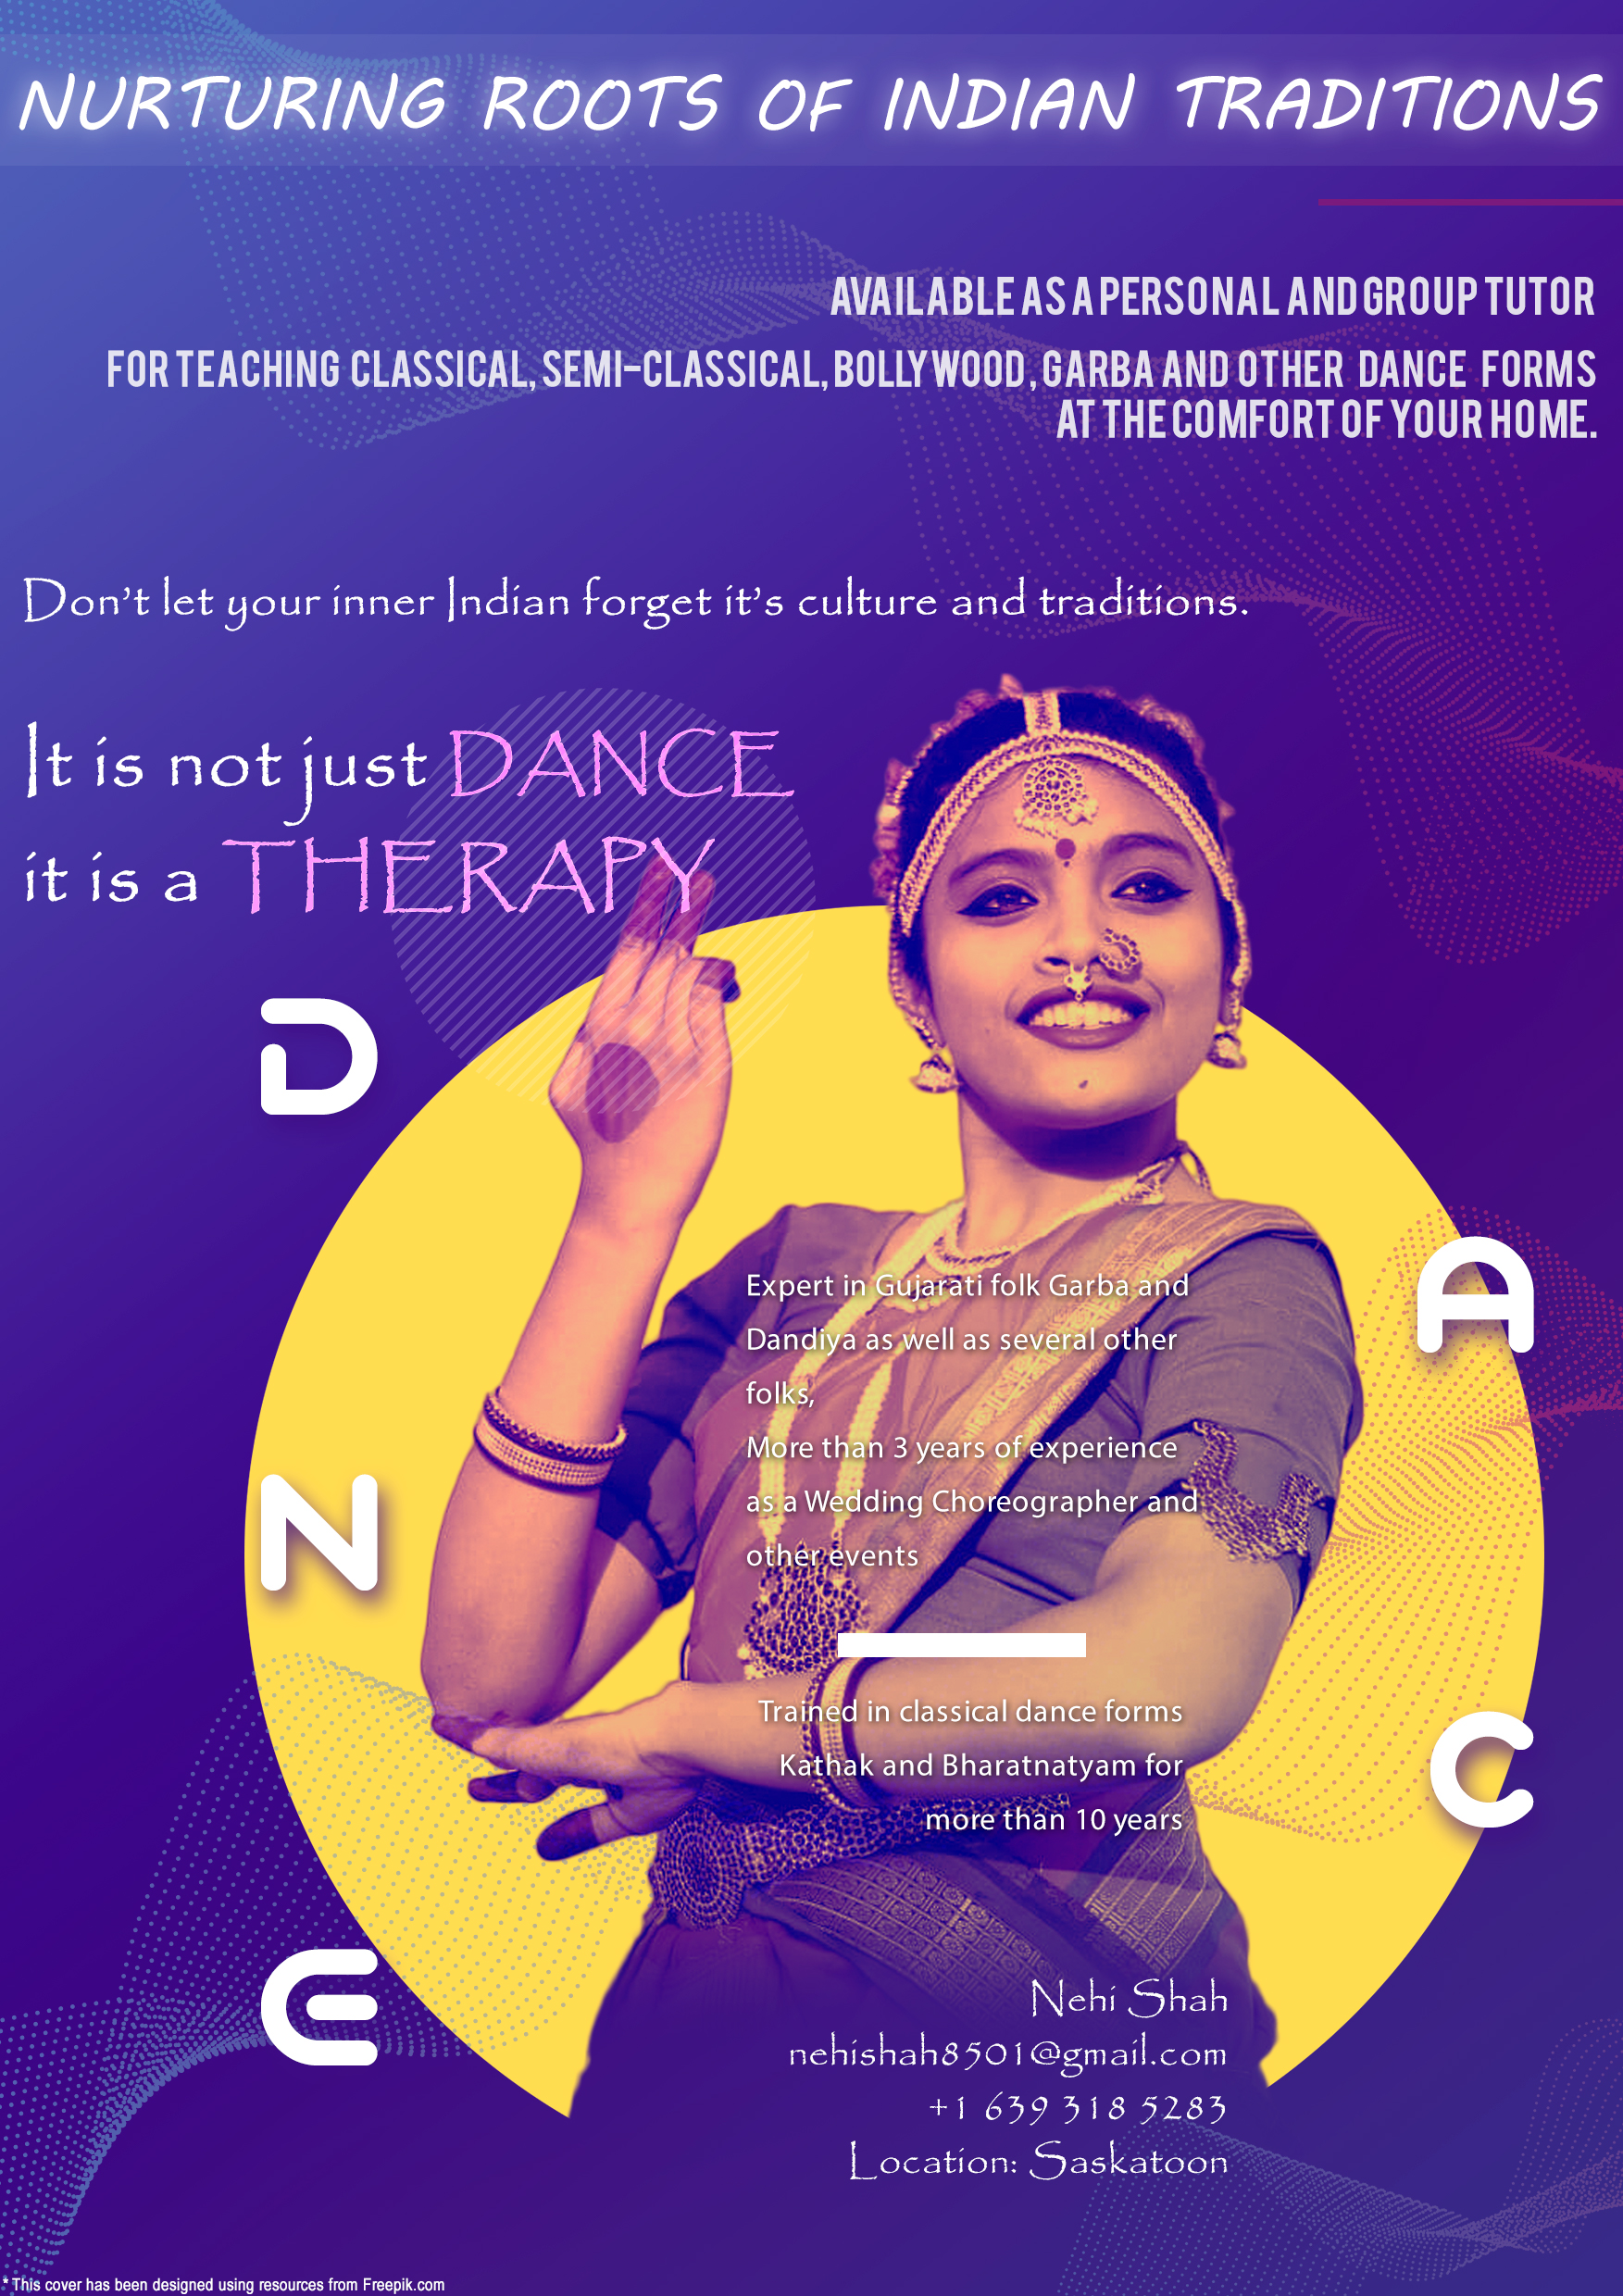 NURTURING ROOTS OF INDIAN TRADITIONS
AVAILABLE AS A PERSONAL AND GROUP TUTOR
FOR TEACHING CLASSICAL, SEMI-CLASSICAL, BOLLYWOOD, GARBA AND OTHER DANCE FORMS
AT THE COMFORT OF YOUR HOME.
Don't let your inner Indian forget it's culture and traditions.
It is not just DANCE
it is a THERAPY
D
A
N
C
E
Expert in Gujarati folk Garba and
Dandiya as well as several other
folks,
More than 3 years of experience
as a Wedding Choreographer and
other events
Trained in classical dance forms
Kathak and Bharatnatyam for
more than 10 years
Nehi Shah
nehishah8501@gmail.com
+1 639 318 5283
Location: Saskatoon
* This cover has been designed using resources from Freepik.com